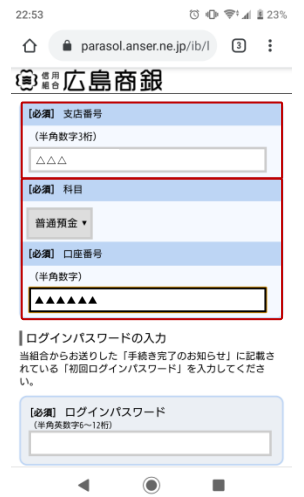 22:53
23%
parasol.anser.ne.jp/ib/l
3
信用組合 広島商銀
【必須】 支店番号
（半角数字3桁）
△△△
【必須】 科目
普通預金 ▾
【必須】 口座番号
（半角数字）
▲▲▲▲▲▲
ログインパスワードの入力
当組合からお送りした「手続き完了の
お知らせ」に記載さ
れている「初回ログインパスワード」を入力してくださ
い。
【必須】 ログインパスワード
（半角英数字6～12桁）